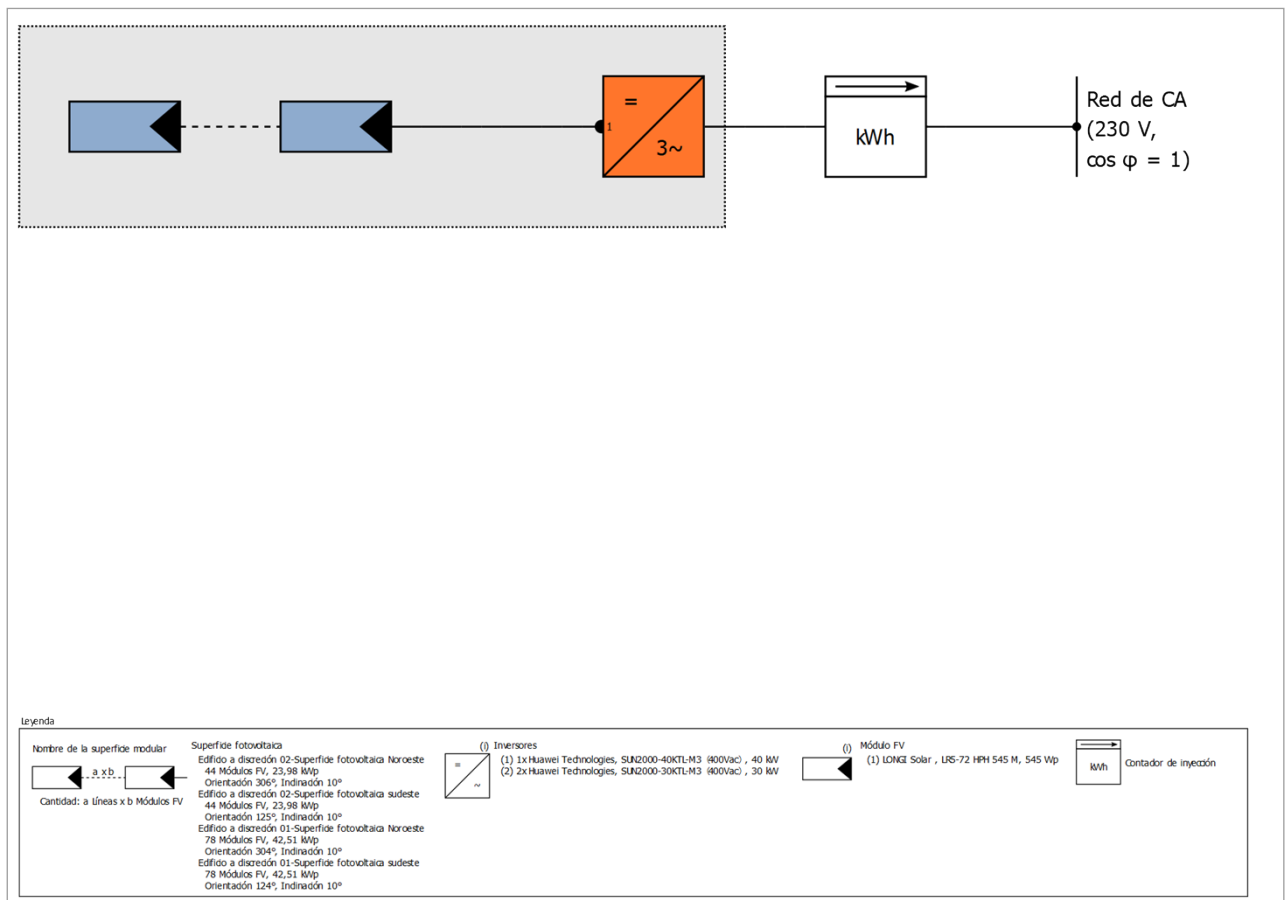 =
1
3~
kWh
Red de CA
(230 V,
cos φ = 1)
Leyenda
Nombre de la superficie modular
a x b
Cantidad: a Líneas x b Módulos FV
Superficie fotovoltaica
Edificio a discreción 02-Superficie fotovoltaica Noroeste
44 Módulos FV, 23,98 kWp
Orientación 306°, Inclinación 10°
Edificio a discreción 02-Superficie fotovoltaica sudeste
44 Módulos FV, 23,98 kWp
Orientación 125°, Inclinación 10°
Edificio a discreción 01-Superficie fotovoltaica Noroeste
78 Módulos FV, 42,51 kWp
Orientación 304°, Inclinación 10°
Edificio a discreción 01-Superficie fotovoltaica sudeste
78 Módulos FV, 42,51 kWp
Orientación 124°, Inclinación 10°
=
~
(i) Inversores
(1) 1x Huawei Technologies, SUN2000-40KTL-M3 (400Vac) , 40 kW
(2) 2x Huawei Technologies, SUN2000-30KTL-M3 (400Vac) , 30 kW
(i) Módulo FV
(1) LONGI Solar , LR5-72 HPH 545 M, 545 Wp
kWh
Contador de inyección